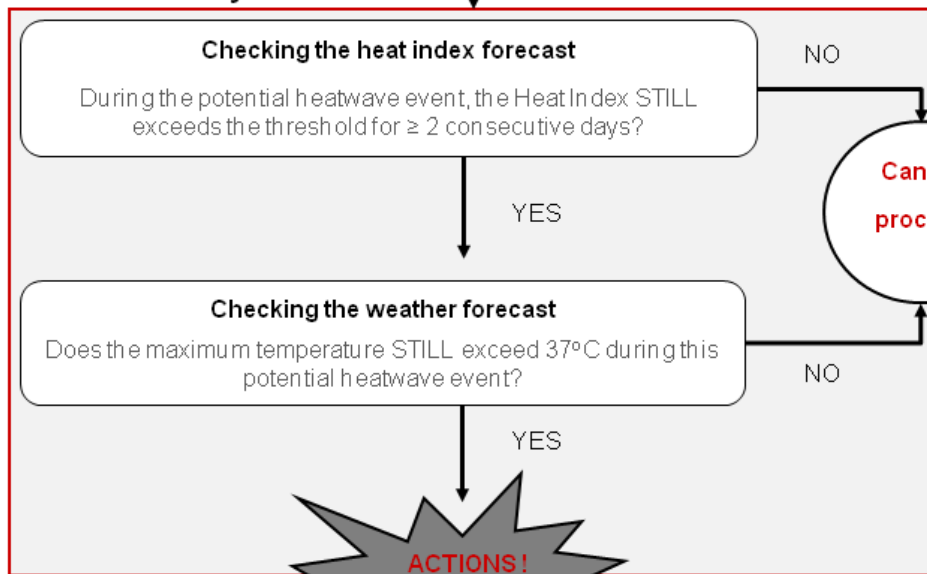 Checking the heat index forecast
During the potential heatwave event, the Heat Index STILL
exceeds the threshold for ≥ 2 consecutive days?
NO
YES
Checking the weather forecast
Does the maximum temperature STILL exceed 37ºC during this
potential heatwave event?
NO
YES
ACTIONS!